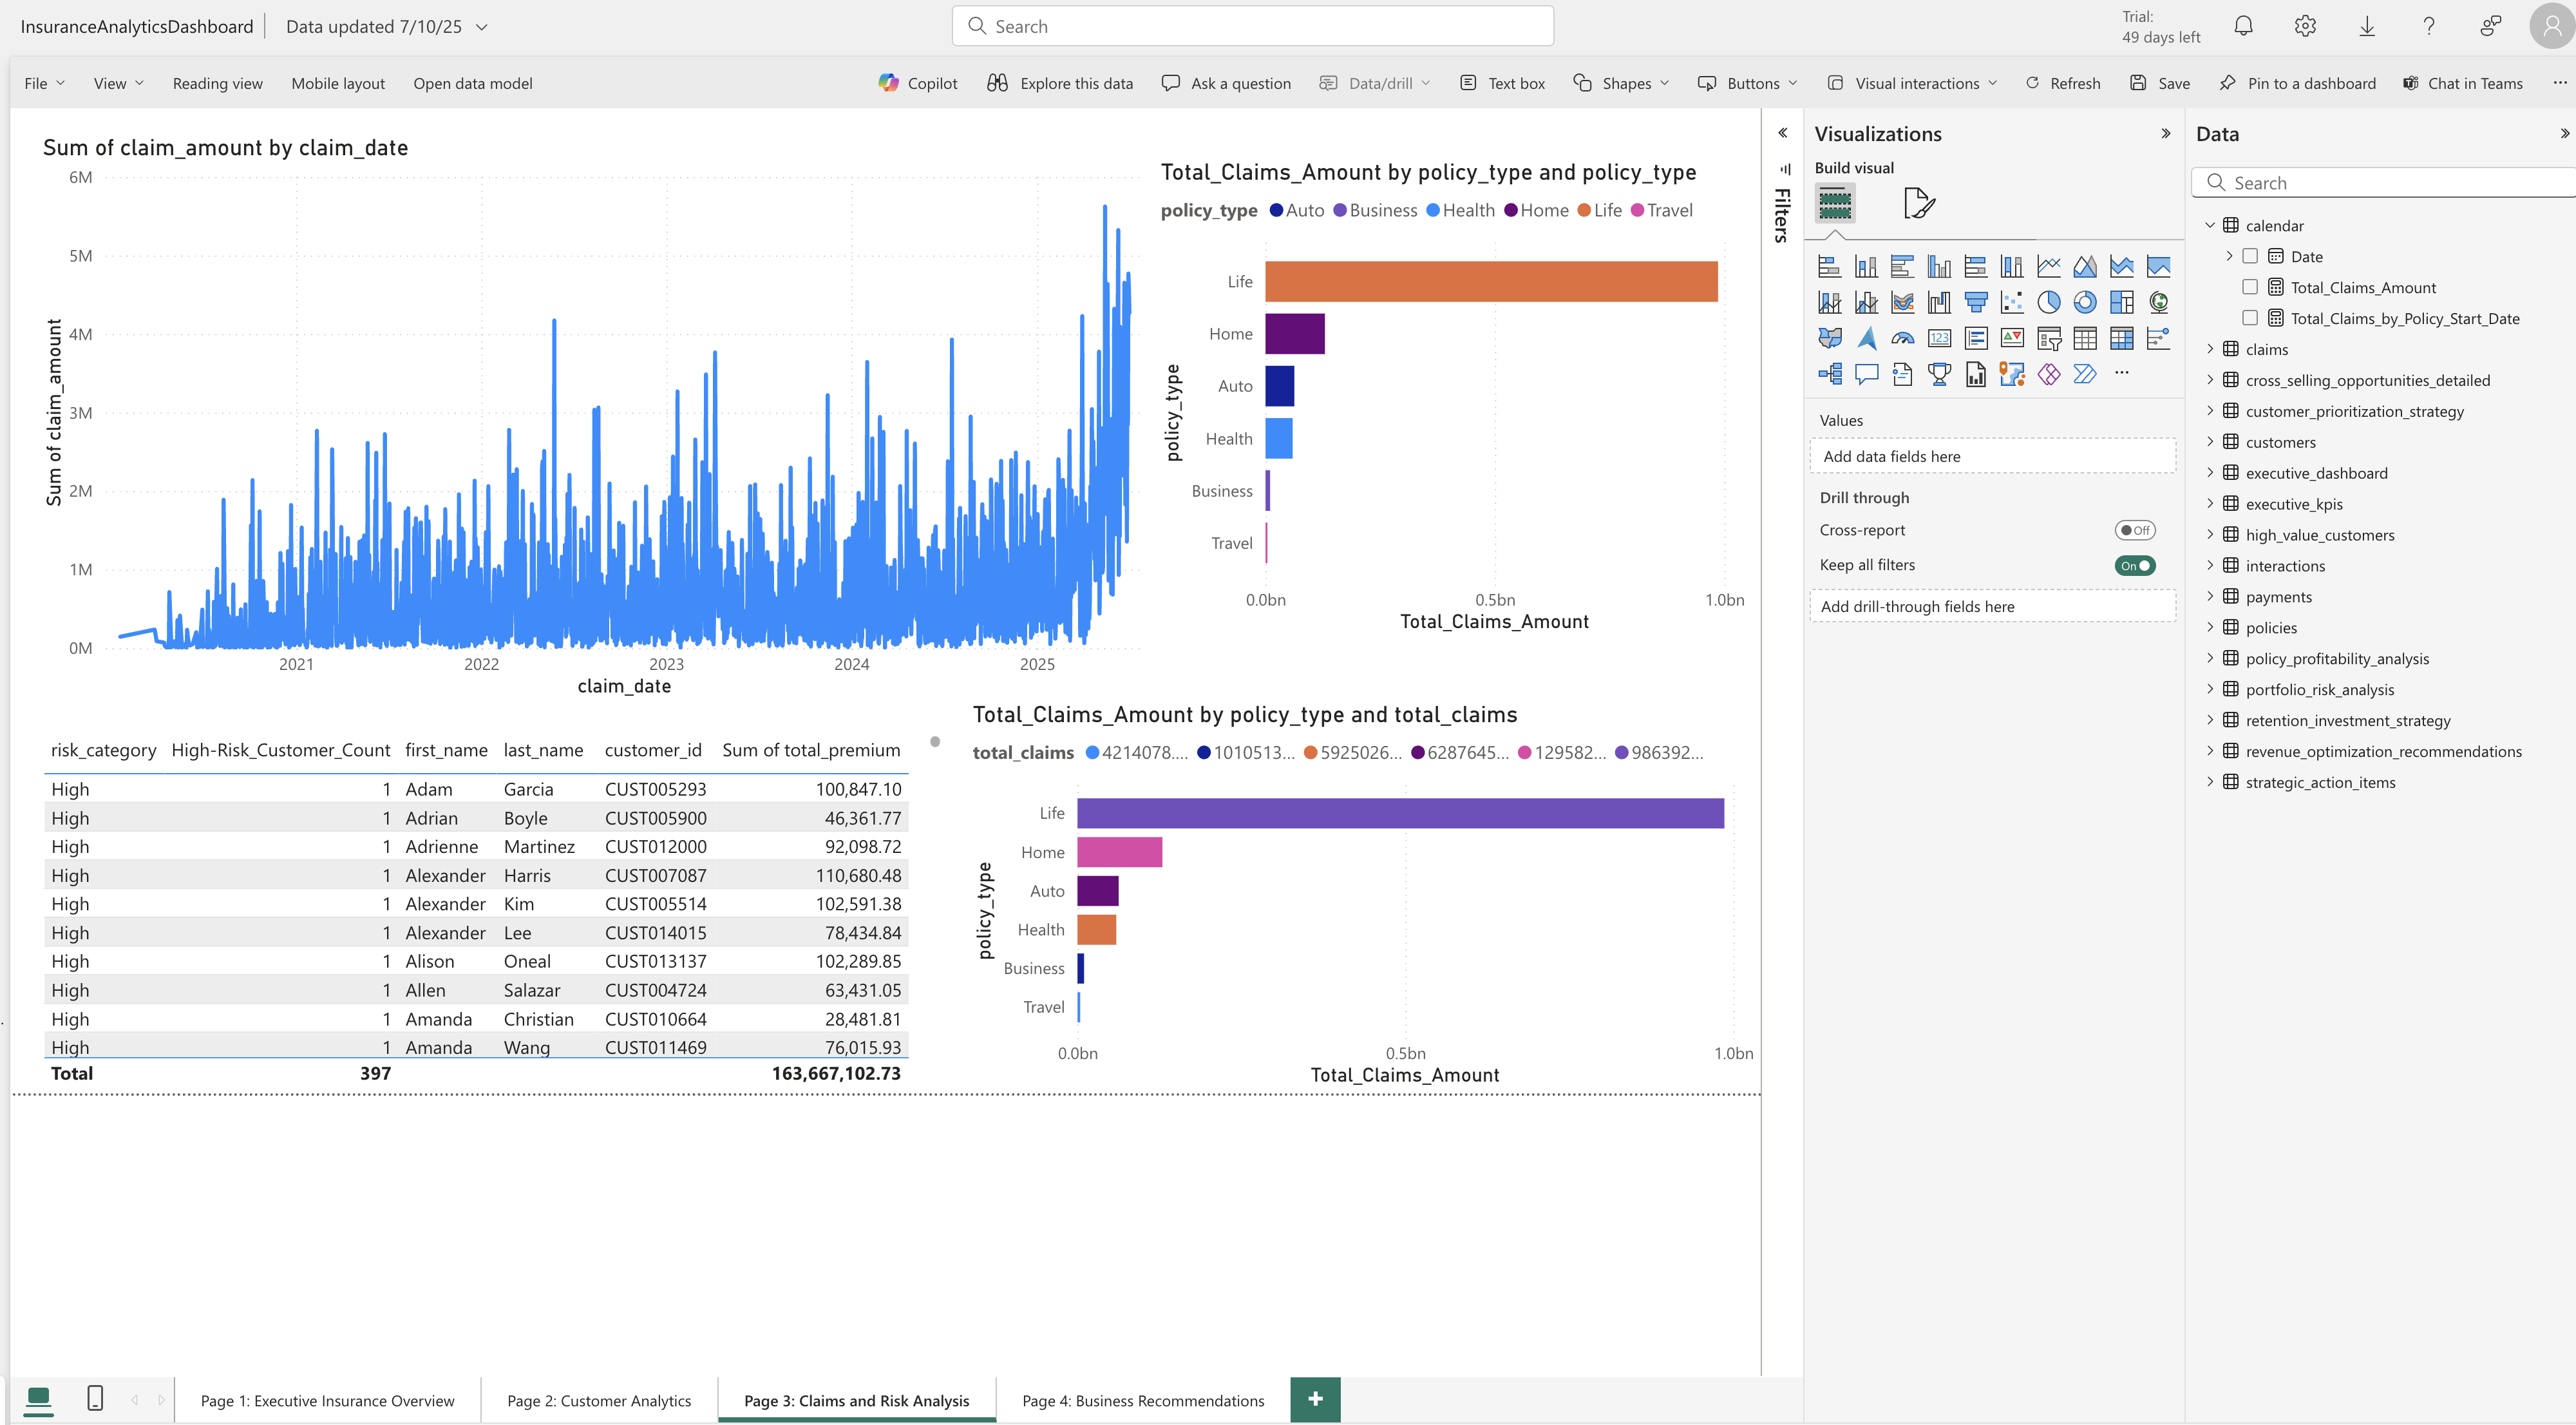 InsuranceAnalyticsDashboard
Data updated 7/10/25
Search
Trial:
49 days left
File View Reading view Mobile layout Open data model Copilot Explore this data Ask a question Data/drill Text box Shapes Buttons Visual interactions Refresh Save Pin to a dashboard Chat in Teams
Sum of claim_amount by claim_date
Sum of claim_amount
6M
5M
4M
3M
2M
1M
0M
2021 2022 2023 2024 2025
claim_date
Total_Claims_Amount by policy_type and policy_type
policy_type Auto Business Health Home Life Travel
policy_type
Life
Home
Auto
Health
Business
Travel
0.0bn 0.5bn 1.0bn
Total_Claims_Amount
risk_category High-Risk_Customer_Count first_name last_name customer_id Sum of total_premium
High 1 Adam Garcia CUST005293 100,847.10
High 1 Adrian Boyle CUST005900 46,361.77
High 1 Adrienne Martinez CUST012000 92,098.72
High 1 Alexander Harris CUST007087 110,680.48
High 1 Alexander Kim CUST005514 102,591.38
High 1 Alexander Lee CUST014015 78,434.84
High 1 Alison Oneal CUST013137 102,289.85
High 1 Allen Salazar CUST004724 63,431.05
High 1 Amanda Christian CUST010664 28,481.81
High 1 Amanda Wang CUST011469 76,015.93
Total 397 163,667,102.73
Total_Claims_Amount by policy_type and total_claims
total_claims 4214078.... 1010513... 5925026... 6287645... 129582... 986392...
policy_type
Life
Home
Auto
Health
Business
Travel
0.0bn 0.5bn 1.0bn
Total_Claims_Amount
Filters
Visualizations
Build visual
123
Values
Add data fields here
Drill through
Cross-report Off
Keep all filters On
Add drill-through fields here
Data
Search
calendar
Date
Total_Claims_Amount
Total_Claims_by_Policy_Start_Date
claims
cross_selling_opportunities_detailed
customer_prioritization_strategy
customers
executive_dashboard
executive_kpis
high_value_customers
interactions
payments
policies
policy_profitability_analysis
portfolio_risk_analysis
retention_investment_strategy
revenue_optimization_recommendations
strategic_action_items
Page 1: Executive Insurance Overview
Page 2: Customer Analytics
Page 3: Claims and Risk Analysis
Page 4: Business Recommendations